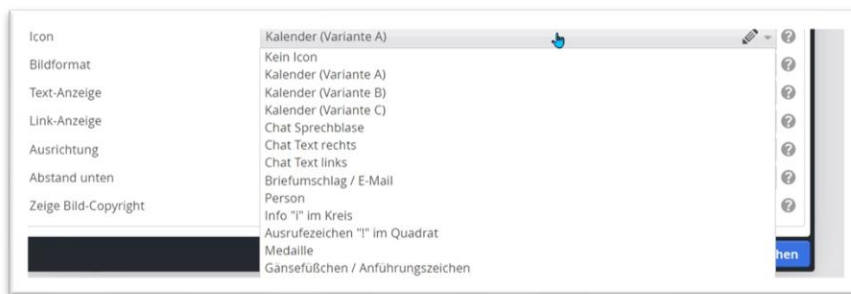 Icon
Kalender (Variante A)
Bildformat
Kein Icon
Kalender (Variante A)
Text-Anzeige
Kalender (Variante B)
Kalender (Variante C)
Link-Anzeige
Chat Sprechblase
Ausrichtung
Chat Text rechts
Chat Text links
Abstand unten
Briefumschlag / E-Mail
Person
Zeige Bild-Copyright
Info "i" im Kreis
Ausrufezeichen "!" im Quadrat
Medaille
hen
Gänsefüßchen / Anführungszeichen